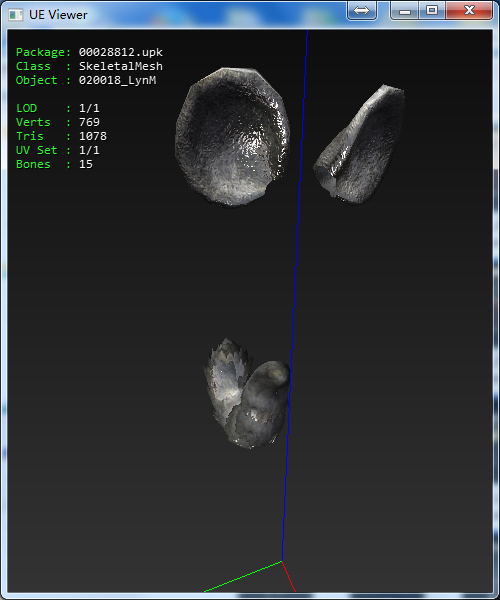 UE Viewer
Package: 00028812.upk
Class : SkeletalMesh
Object : 020018_LynM
LOD : 1/1
Verts : 769
Tris : 1078
UV Set : 1/1
Bones : 15